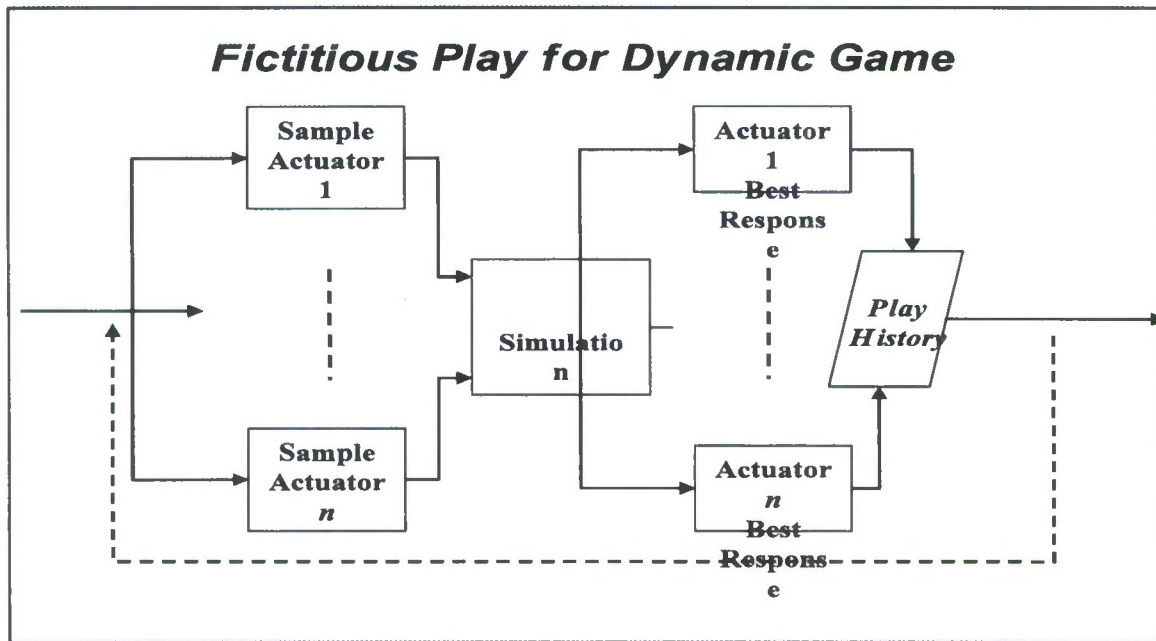 Fictitious Play for Dynamic Game
Sample
Actuator
1
Sample
Actuator
n
Simulatio
n
Actuator
1
Best
Respons
e
Actuator
n
Best
Respons
e
Play
History